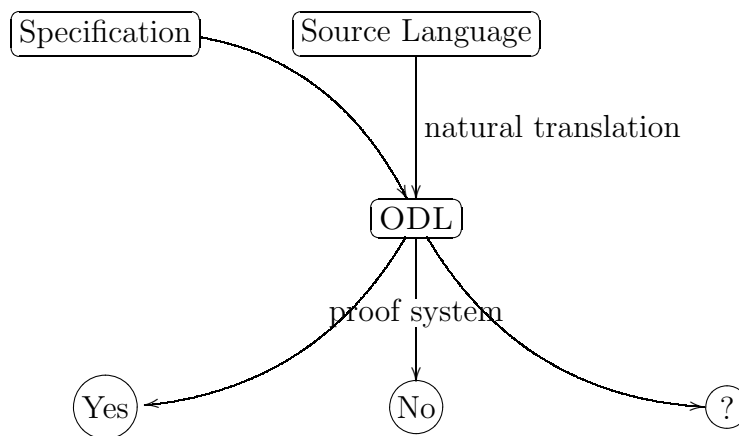 Specification
Source Language
natural translation
ODL
proof system
Yes
No
?